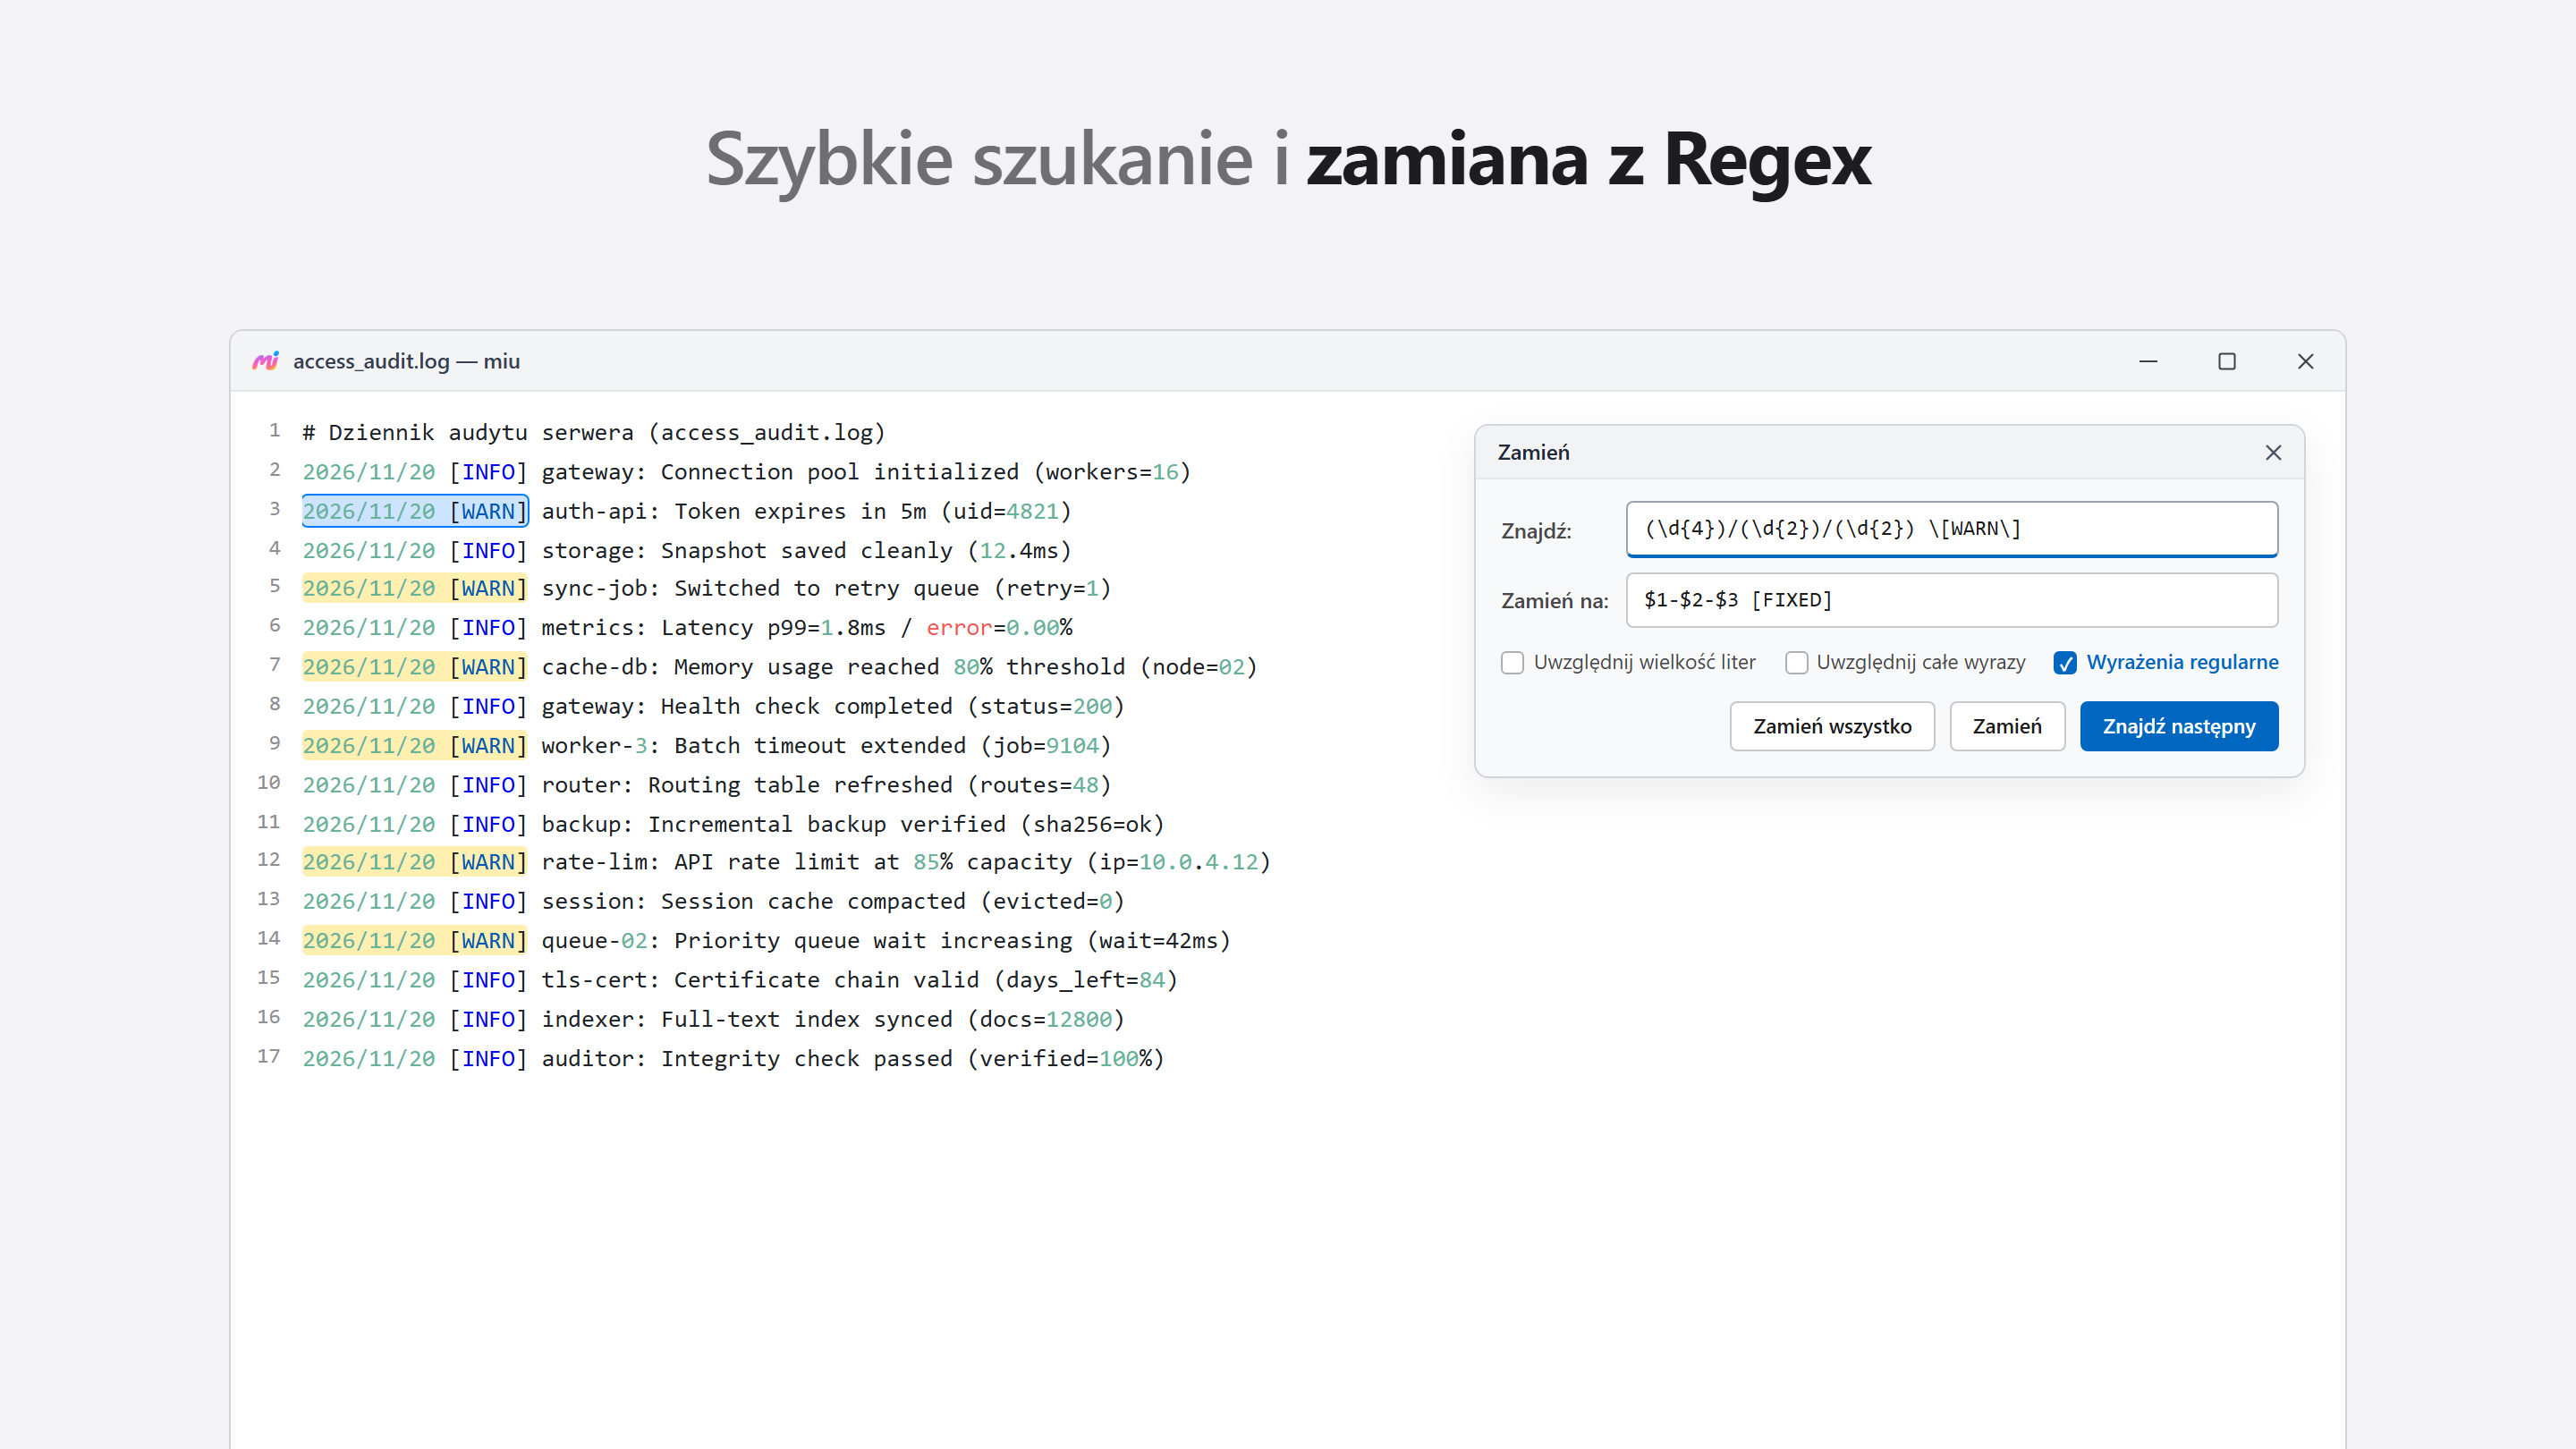 Szybkie szukanie i zamiana z Regex
mi access_audit.log — miu
1 # Dziennik audytu serwera (access_audit.log)
2 2026/11/20 [INFO] gateway: Connection pool initialized (workers=16)
3 2026/11/20 [WARN] auth-api: Token expires in 5m (uid=4821)
4 2026/11/20 [INFO] storage: Snapshot saved cleanly (12.4ms)
5 2026/11/20 [WARN] sync-job: Switched to retry queue (retry=1)
6 2026/11/20 [INFO] metrics: Latency p99=1.8ms / error=0.00%
7 2026/11/20 [WARN] cache-db: Memory usage reached 80% threshold (node=02)
8 2026/11/20 [INFO] gateway: Health check completed (status=200)
9 2026/11/20 [WARN] worker-3: Batch timeout extended (job=9104)
10 2026/11/20 [INFO] router: Routing table refreshed (routes=48)
11 2026/11/20 [INFO] backup: Incremental backup verified (sha256=ok)
12 2026/11/20 [WARN] rate-lim: API rate limit at 85% capacity (ip=10.0.4.12)
13 2026/11/20 [INFO] session: Session cache compacted (evicted=0)
14 2026/11/20 [WARN] queue-02: Priority queue wait increasing (wait=42ms)
15 2026/11/20 [INFO] tls-cert: Certificate chain valid (days_left=84)
16 2026/11/20 [INFO] indexer: Full-text index synced (docs=12800)
17 2026/11/20 [INFO] auditor: Integrity check passed (verified=100%)
Zamień
Znajdź: (\d{4})/(\d{2})/(\d{2}) \[WARN\]
Zamień na: $1-$2-$3 [FIXED]
Uwzględnij wielkość liter Uwzględnij całe wyrazy Wyrażenia regularne
Zamień wszystko Zamień Znajdź następny